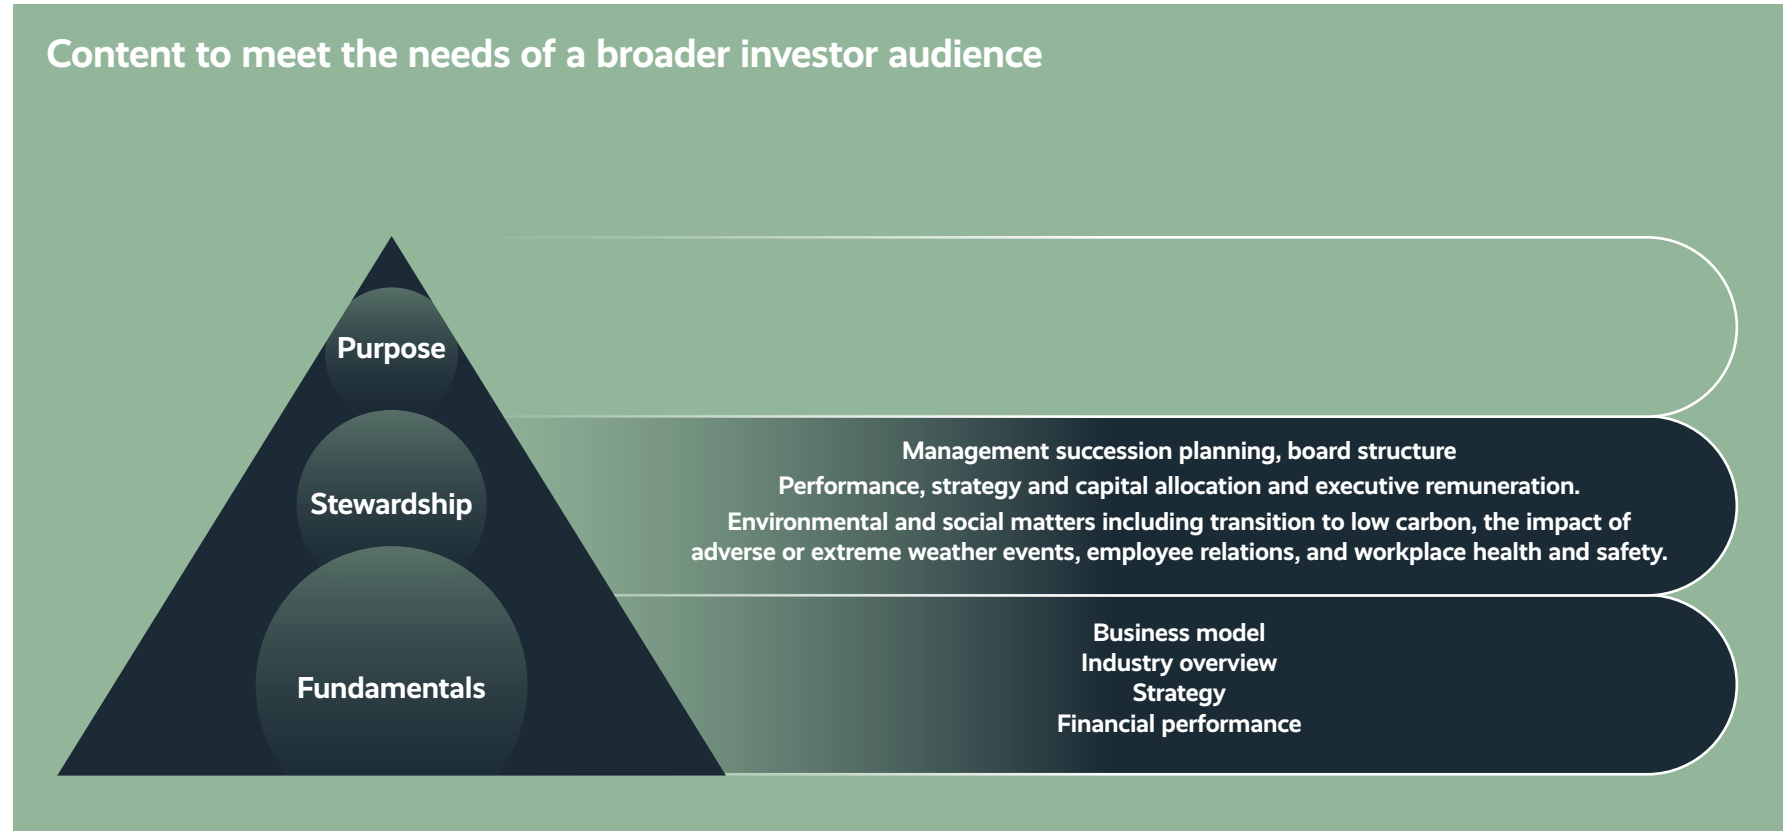 Content to meet the needs of a broader investor audience
Purpose
Stewardship
Management succession planning, board structure
Performance, strategy and capital allocation and executive remuneration.
Environmental and social matters including transition to low carbon, the impact of
adverse or extreme weather events, employee relations, and workplace health and safety.
Fundamentals
Business model
Industry overview
Strategy
Financial performance